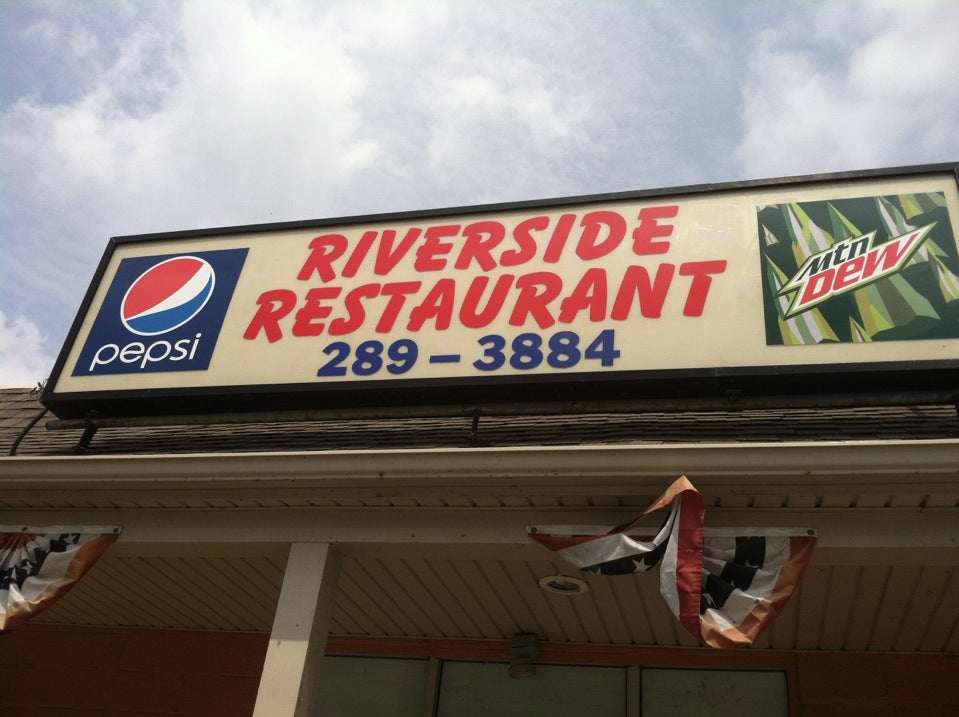 RIVERSIDE
RESTAURANT
289-3884
pepsi
Mtn
DEW